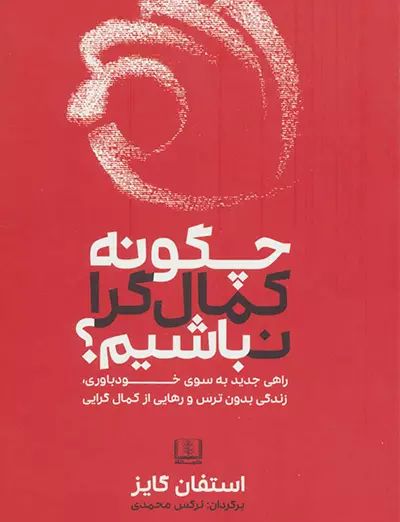 چگونه
کمال‌گرا
نباشیم؟
راهی جدید به سوی خودباوری،
زندگی بدون ترس و رهایی از کمال گرایی
استفان گایز
برگردان: نرگس محمدی